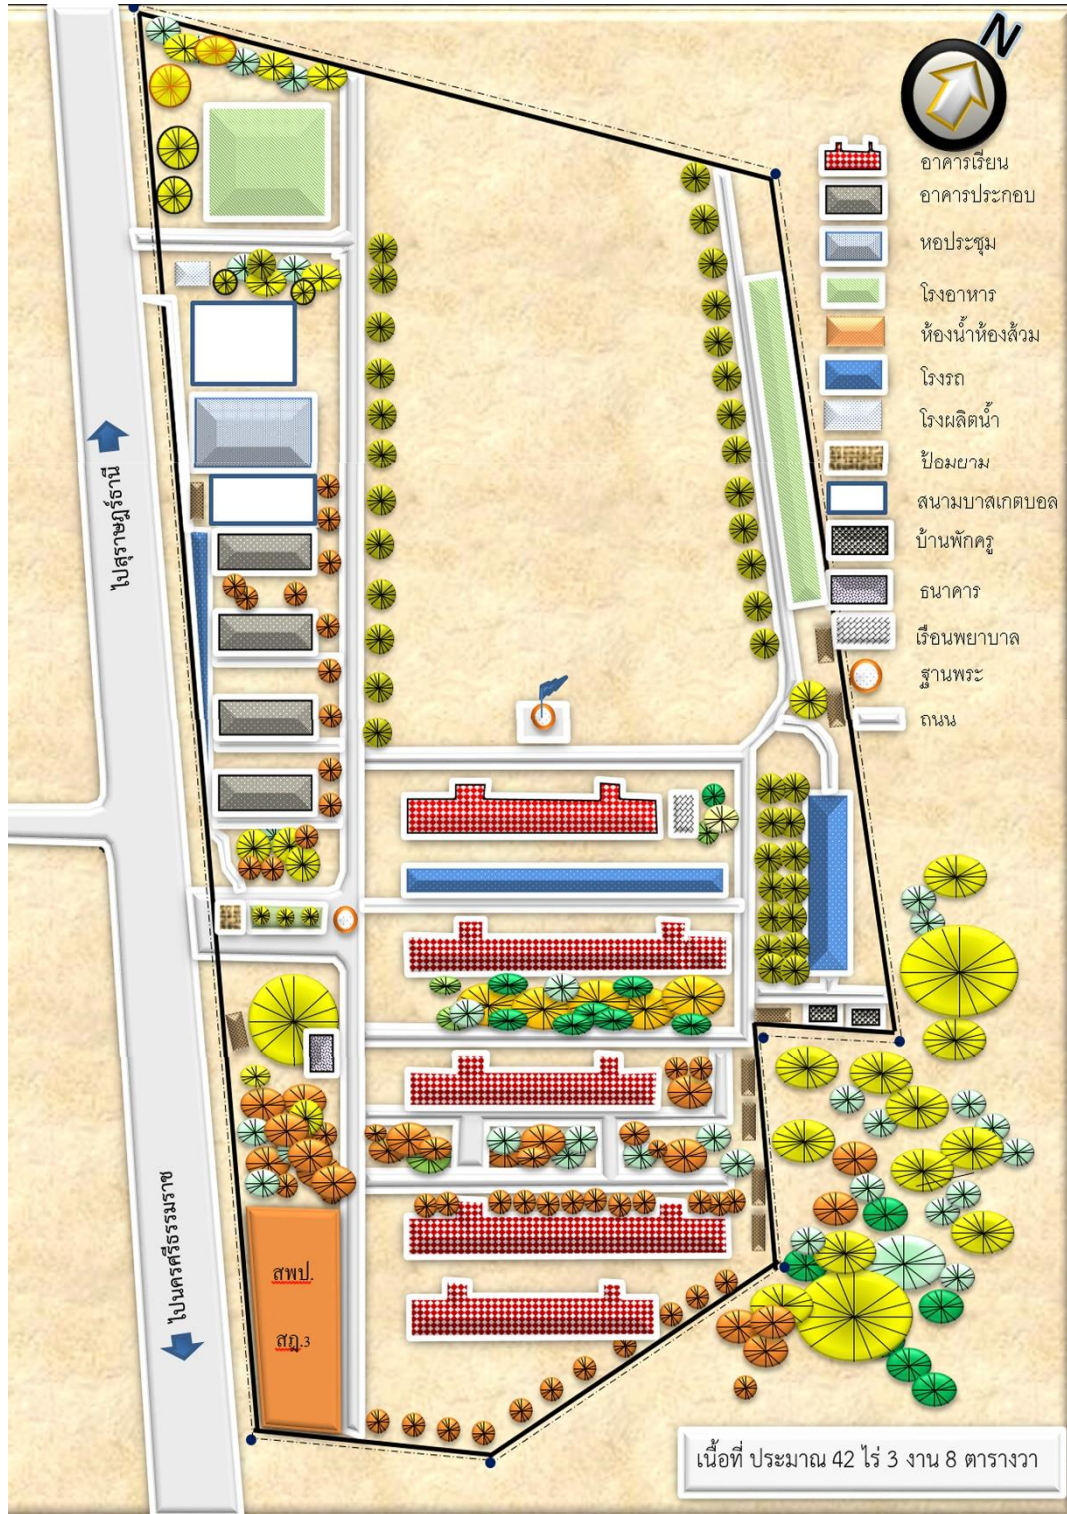 N
อาคารเรียน
อาคารประกอบ
หอประชุม
โรงอาหาร
ห้องน้ำห้องส้วม
โรงรถ
โรงผลิตน้ำ
ป้อมยาม
สนามบาสเกตบอล
บ้านพักครู
ธนาคาร
เรือนพยาบาล
ฐานพระ
ถนน
ไปสุราษฎร์ธานี
ไปนครศรีธรรมราช
สพป.
สฎ.3
เนื้อที่ ประมาณ 42 ไร่ 3 งาน 8 ตารางวา